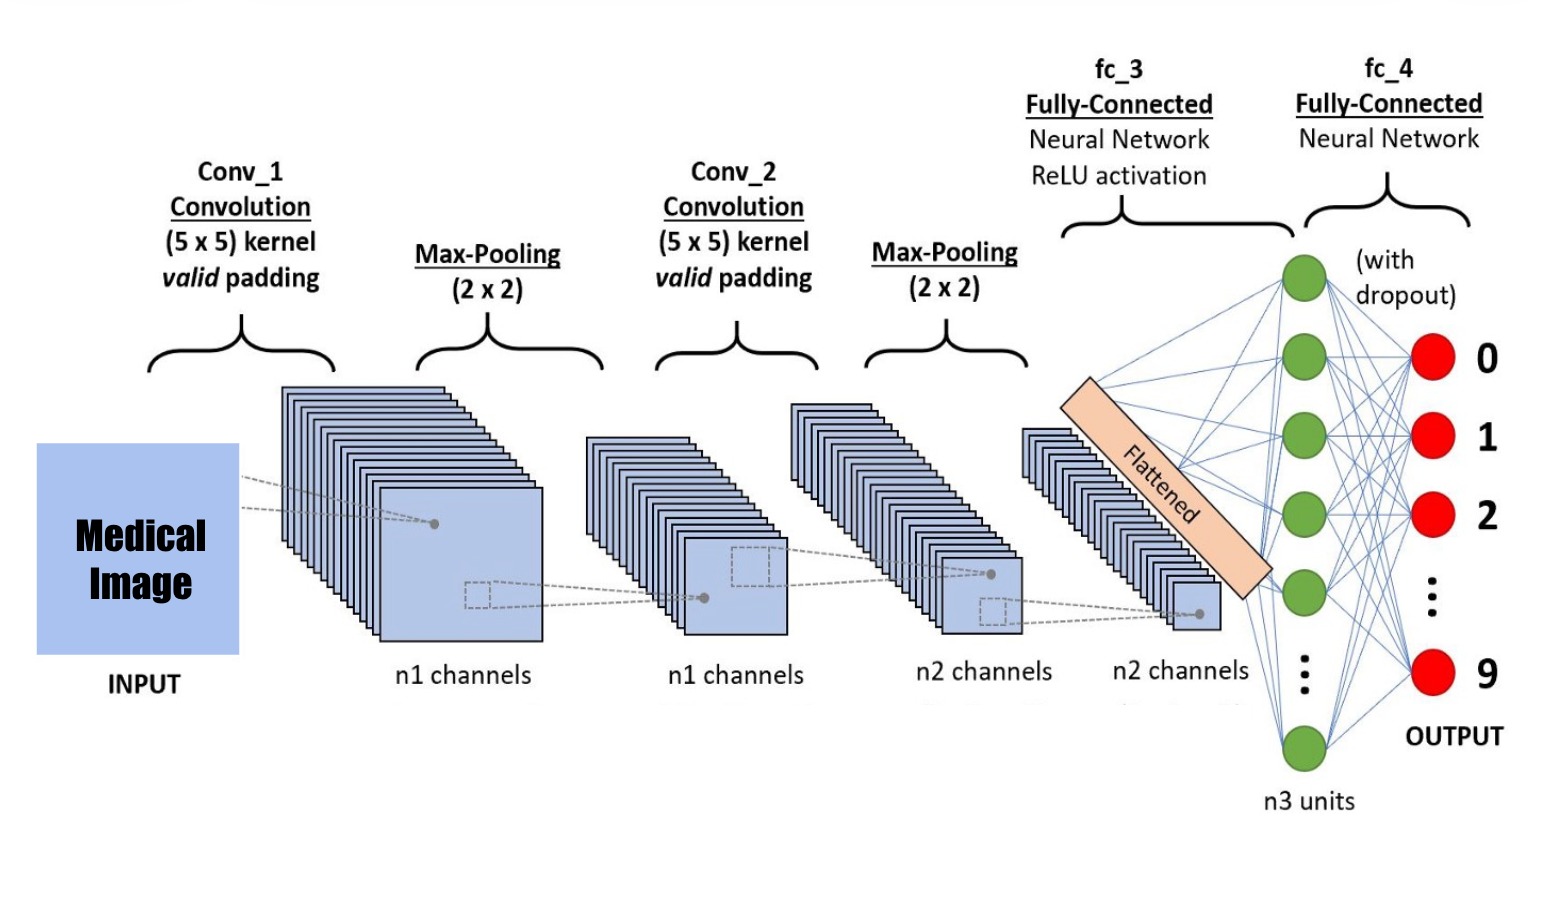 Conv_1
Convolution
(5 x 5) kernel
valid padding
Max-Pooling
(2 x 2)
Conv_2
Convolution
(5 x 5) kernel
valid padding
Max-Pooling
(2 x 2)
fc_3
Fully-Connected
Neural Network
ReLU activation
fc_4
Fully-Connected
Neural Network
(with
dropout)
Medical
Image
INPUT
n1 channels
n1 channels
n2 channels
n2 channels
Flattened
n3 units
0
1
2
9
OUTPUT